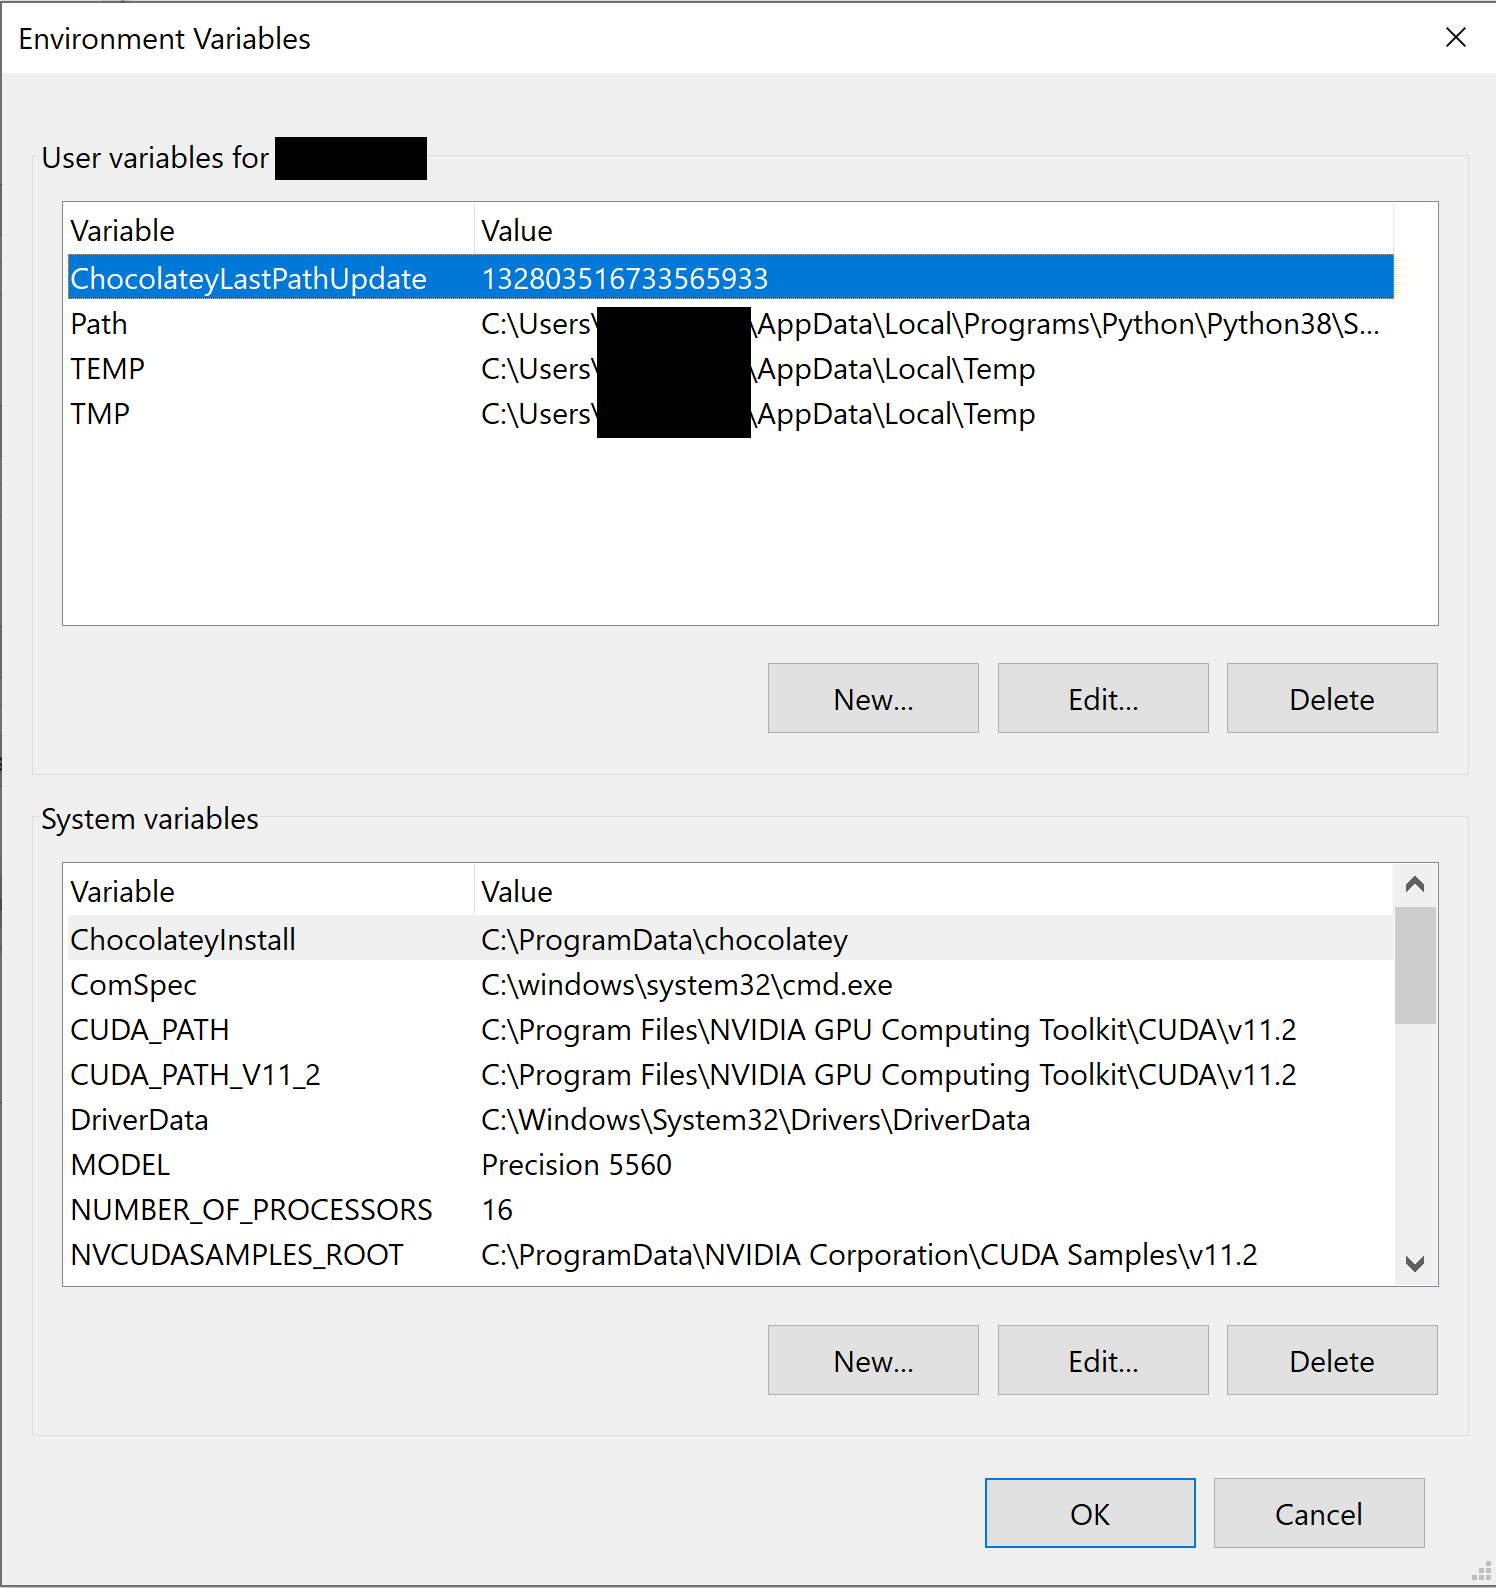 Environment Variables
User variables for
Variable Value
ChocolateyLastPathUpdate 132803516733565933
Path C:\Users\ \AppData\Local\Programs\Python\Python38\S...
TEMP C:\Users\ \AppData\Local\Temp
TMP C:\Users\ \AppData\Local\Temp
New... Edit... Delete
System variables
Variable Value
ChocolateyInstall C:\ProgramData\chocolatey
ComSpec C:\windows\system32\cmd.exe
CUDA_PATH C:\Program Files\NVIDIA GPU Computing Toolkit\CUDA\v11.2
CUDA_PATH_V11_2 C:\Program Files\NVIDIA GPU Computing Toolkit\CUDA\v11.2
DriverData C:\Windows\System32\Drivers\DriverData
MODEL Precision 5560
NUMBER_OF_PROCESSORS 16
NVCUDASAMPLES_ROOT C:\ProgramData\NVIDIA Corporation\CUDA Samples\v11.2
New... Edit... Delete
OK Cancel